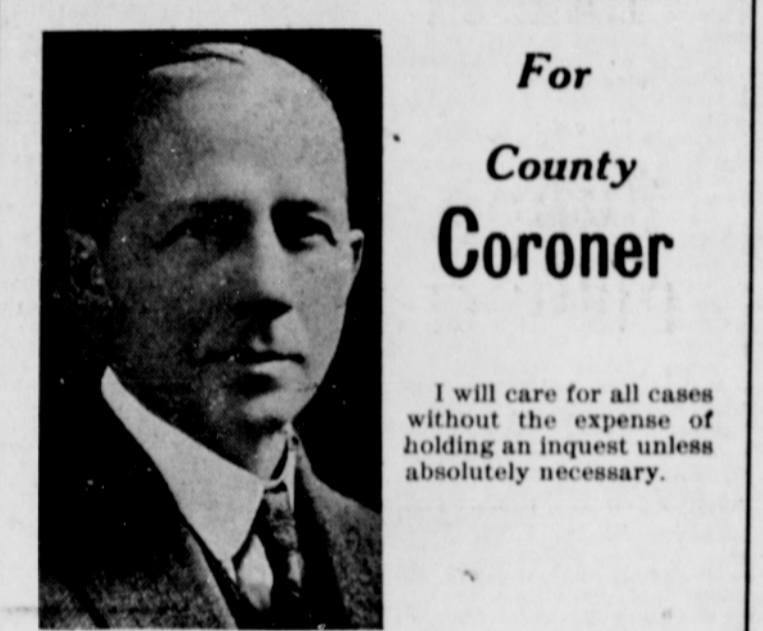 For
County
Coroner
I will care for all cases
without the expense of
holding an inquest unless
absolutely necessary.